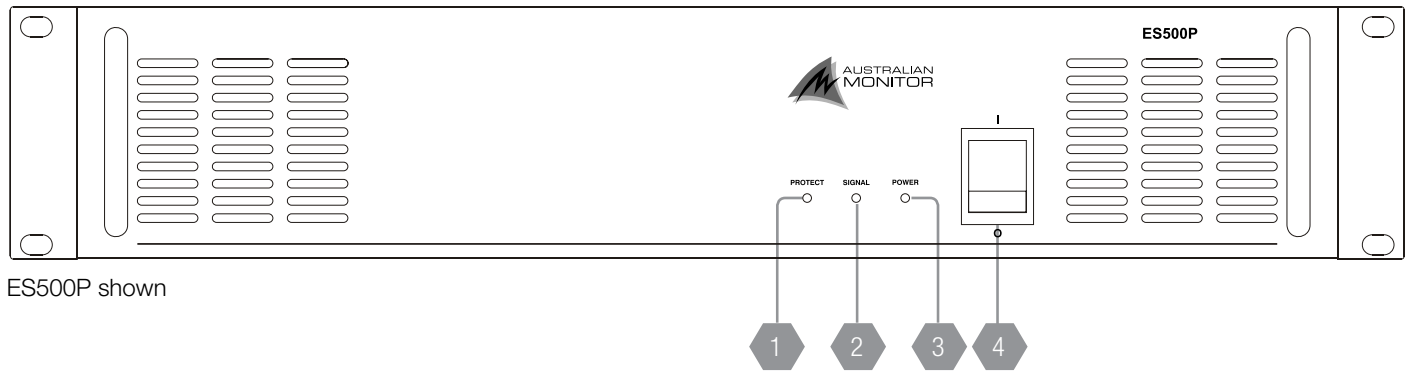 ES500P
AUSTRALIAN
MONITOR
I
PROTECT SIGNAL POWER
O
ES500P shown
1 2 3 4